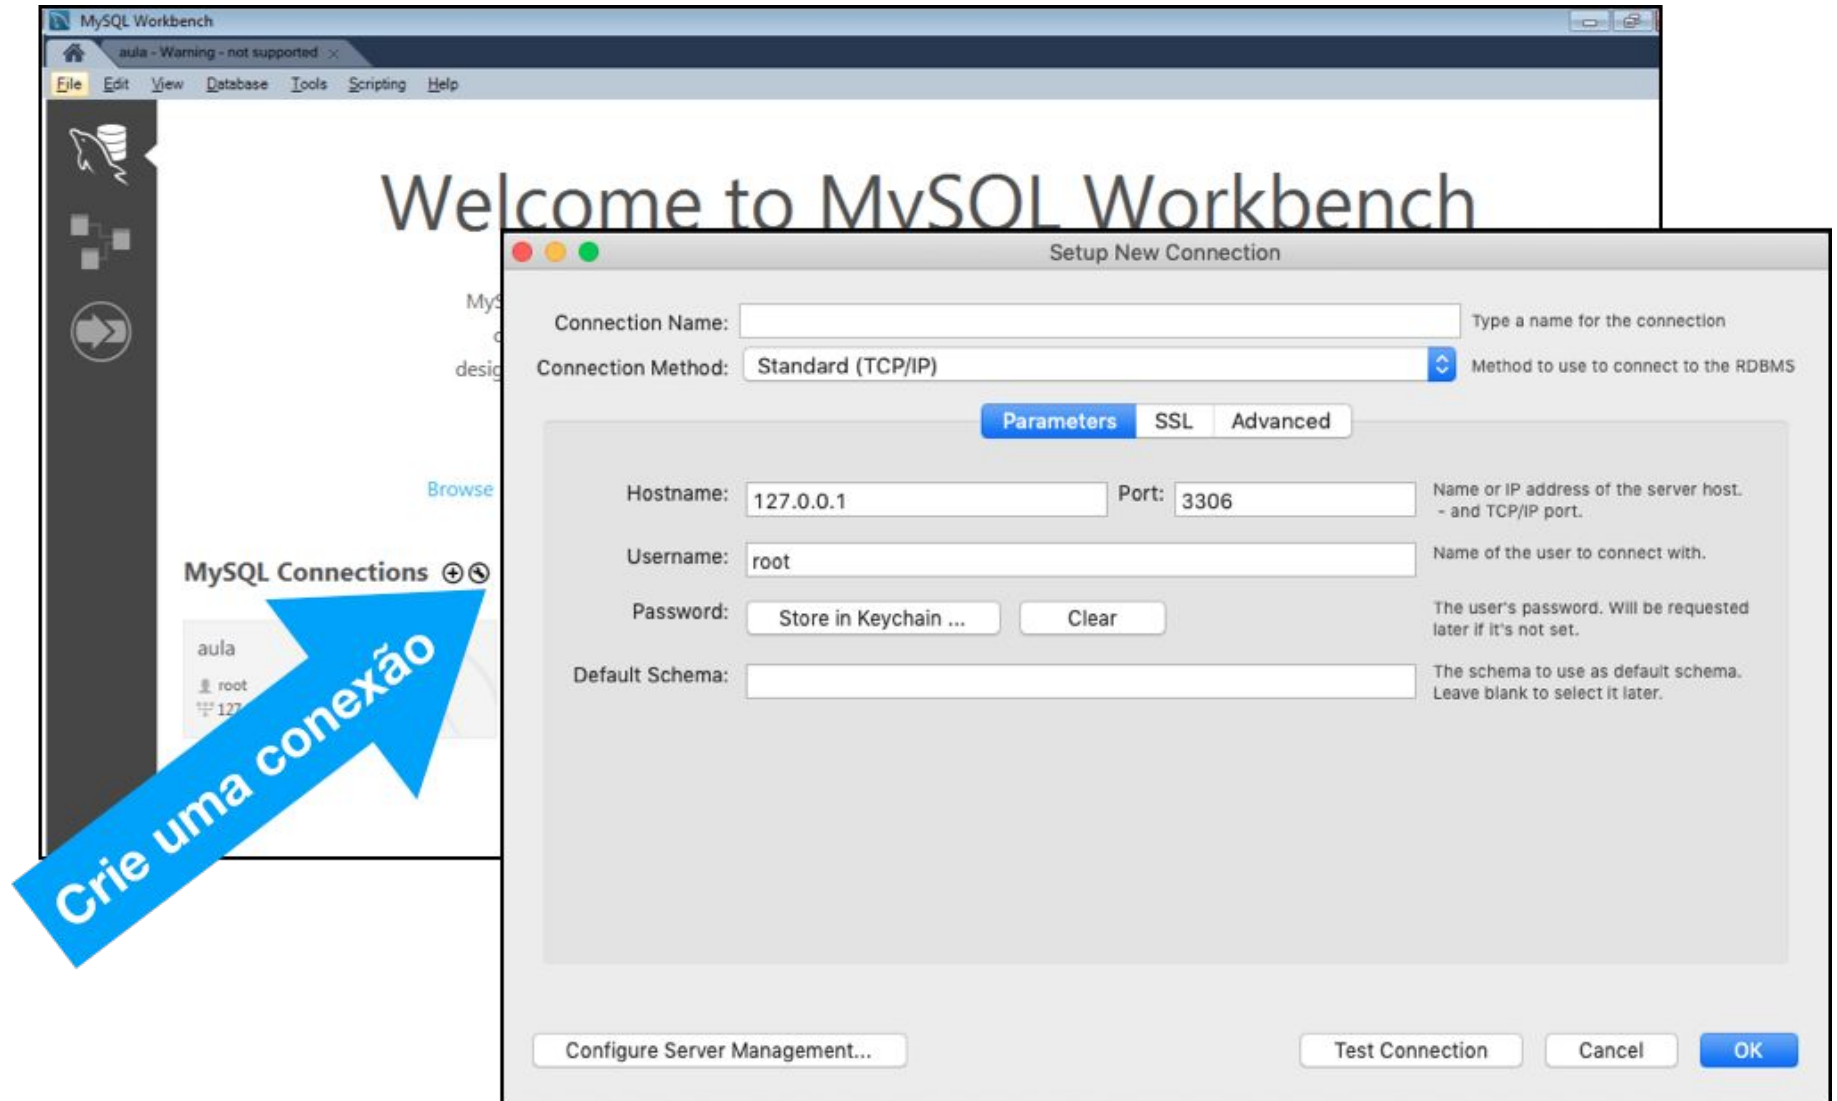 MySQL Workbench
aula - Warning - not supported
File Edit View Database Tools Scripting Help
Welcome to MySQL Workbench
desig
Browse
MySQL Connections
aula
root
127
Crie uma conexão
Setup New Connection
Connection Name:
Type a name for the connection
Connection Method: Standard (TCP/IP)
Method to use to connect to the RDBMS
Parameters SSL Advanced
Hostname: 127.0.0.1 Port: 3306
Name or IP address of the server host.
- and TCP/IP port.
Username: root
Name of the user to connect with.
Password: Store in Keychain ... Clear
The user's password. Will be requested
later if it's not set.
Default Schema:
The schema to use as default schema.
Leave blank to select it later.
Configure Server Management... Test Connection Cancel OK